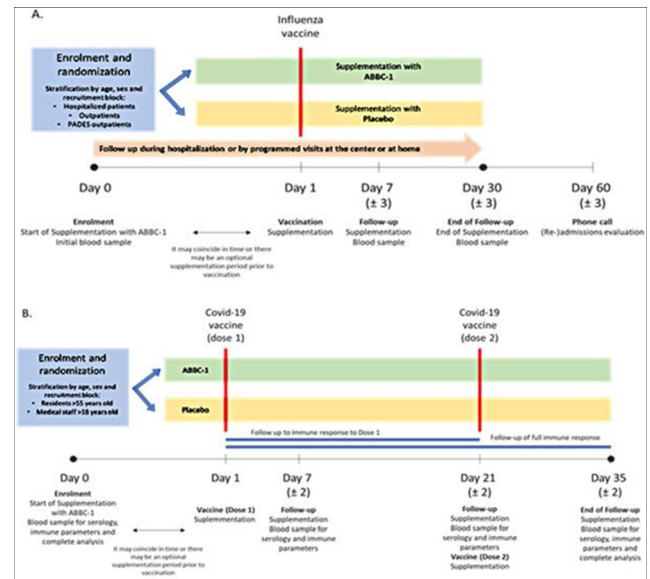 A.
Influenza
vaccine
Enrolment and
randomization
Stratification by age, sex and
recruitment block:
• Hospitalized patients
• Outpatients
• PADES outpatients
Supplementation with
ABBC-1
Supplementation with
Placebo
Follow up during hospitalization or by programmed visits at the center or at home
Day 0
Day 1
Day 7
(± 3)
Day 30
(± 3)
Day 60
(± 3)
Enrolment
Start of Supplementation with ABBC-1
Initial blood sample
It may coincide in time or there
may be an optional
supplementation period prior to
vaccination
Vaccination
Supplementation
Follow-up
Supplementation
Blood sample
End of Follow-up
End of Supplementation
Blood sample
Phone call
(Re-)admissions evaluation
B.
Covid-19
vaccine
(dose 1)
Covid-19
vaccine
(dose 2)
Enrolment and
randomization
Stratification by age, sex and
recruitment block:
• Residents >55 years old
• Medical staff >18 years old
ABBC-1
Placebo
Follow up to immune response to Dose 1
Follow-up of full immune response
Day 0
Day 1
Day 7
(± 2)
Day 21
(± 2)
Day 35
(± 2)
Enrolment
Start of Supplementation
with ABBC-1
Blood sample for serology,
immune parameters and
complete analysis
It may coincide in time or there
may be an optional
supplementation period prior to
vaccination
Vaccine (Dose 1)
Suplementation
Follow-up
Supplementation
Blood sample for
serology and immune
parameters
Follow-up
Supplementation
Blood sample for
serology and immune
parameters
Vaccine (Dose 2)
Supplementation
End of Follow-up
Supplementation
Blood sample for
serology, immune
parameters and
complete analysis